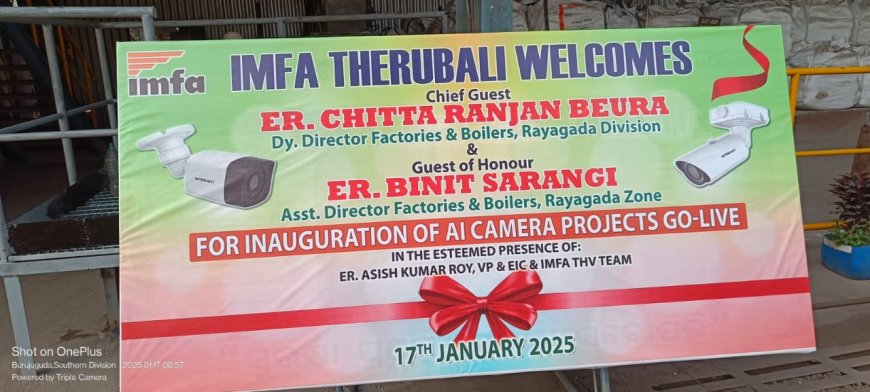 imfa
IMFA THERUBALI WELCOMES
Chief Guest
ER. CHITTA RANJAN BEURA
Dy. Director Factories & Boilers, Rayagada Division
&
Guest of Honour
ER. BINIT SARANGI
Asst. Director Factories & Boilers, Rayagada Zone
FOR INAUGURATION OF AI CAMERA PROJECTS GO-LIVE
IN THE ESTEEMED PRESENCE OF:
ER. ASISH KUMAR ROY, VP & EIC & IMFA THV TEAM
17TH JANUARY 2025
Shot on OnePlus
Burujuguda,Southern Division 2025.01.17 08:57
Powered by Triple Camera